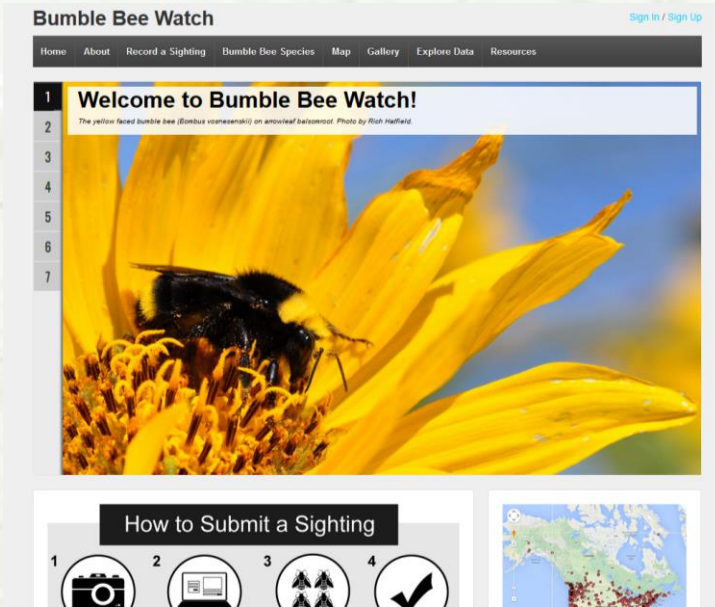 Bumble Bee Watch
Sign In / Sign Up
Home About Record a Sighting Bumble Bee Species Map Gallery Explore Data Resources
1
2
3
4
5
6
7
Welcome to Bumble Bee Watch!
The yellow faced bumble bee (Bombus vosnesenskii) on arrowleaf balsomroot. Photo by Rich Hatfield.
How to Submit a Sighting
1 2 3 4